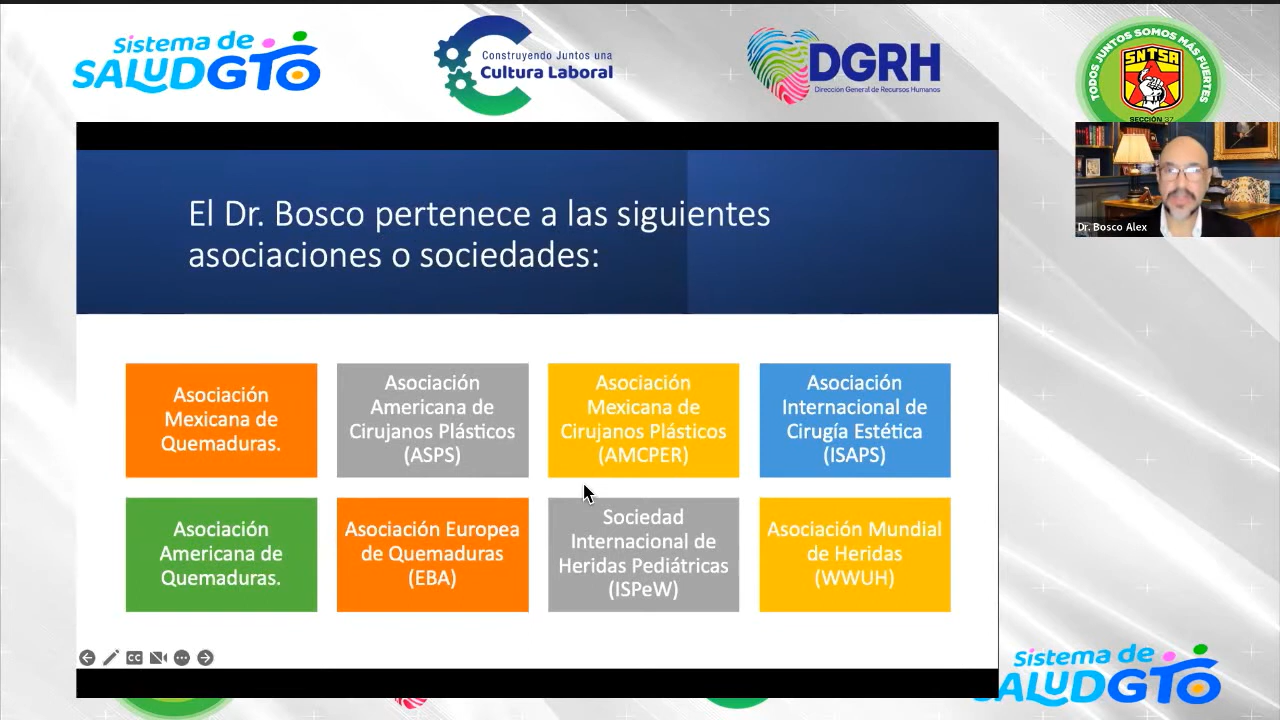 Sistema de
SALUDGTO
Construyendo Juntos una
Cultura Laboral
DGRH
Dirección General de Recursos Humanos
TODOS JUNTOS SOMOS MÁS FUERTES
SNTSA
SECCIÓN 37
Dr. Bosco Alex
El Dr. Bosco pertenece a las siguientes
asociaciones o sociedades:
Asociación
Mexicana de
Quemaduras.
Asociación
Americana de
Cirujanos Plásticos
(ASPS)
Asociación
Mexicana de
Cirujanos Plásticos
(AMCPER)
Asociación
Internacional de
Cirugía Estética
(ISAPS)
Asociación
Americana de
Quemaduras.
Asociación Europea
de Quemaduras
(EBA)
Sociedad
Internacional de
Heridas Pediátricas
(ISPeW)
Asociación Mundial
de Heridas
(WWUH)
CC
Sistema de
SALUDGTO